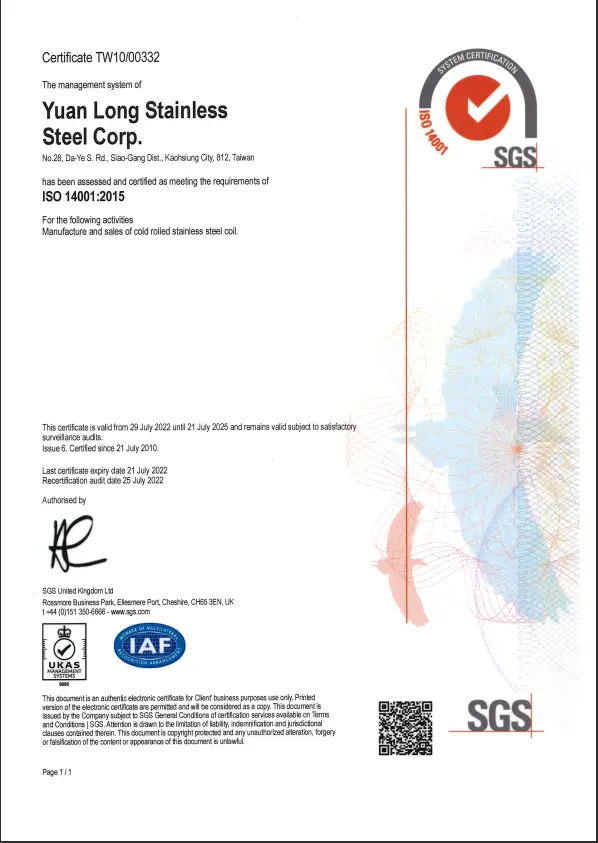 Certificate TW10/00332
The management system of
Yuan Long Stainless
Steel Corp.
No.28, Da-Ye S. Rd., Siao-Gang Dist., Kaohsiung City, 812, Taiwan
has been assessed and certified as meeting the requirements of
ISO 14001:2015
For the following activities
Manufacture and sales of cold rolled stainless steel coil.
SYSTEM CERTIFICATION
ISO 14001
SGS
This certificate is valid from 29 July 2022 until 21 July 2025 and remains valid subject to satisfactory
surveillance audits.
Issue 6. Certified since 21 July 2010.
Last certificate expiry date 21 July 2022
Recertification audit date 25 July 2022
Authorised by
SGS United Kingdom Ltd
Rossmore Business Park, Ellesmere Port, Cheshire, CH65 3EN, UK
t +44 (0)151 350-6666 - www.sgs.com
UKAS
MANAGEMENT
SYSTEMS
0005
MEMBER OF MULTILATERAL
IAF
RECOGNITION ARRANGEMENT
This document is an authentic electronic certificate for Client' business purposes use only. Printed
version of the electronic certificate are permitted and will be considered as a copy. This document is
issued by the Company subject to SGS General Conditions of certification services available on Terms
and Conditions | SGS. Attention is drawn to the limitation of liability, indemnification and jurisdictional
clauses contained therein. This document is copyright protected and any unauthorized alteration, forgery
or falsification of the content or appearance of this document is unlawful.
SGS
Page 1 / 1